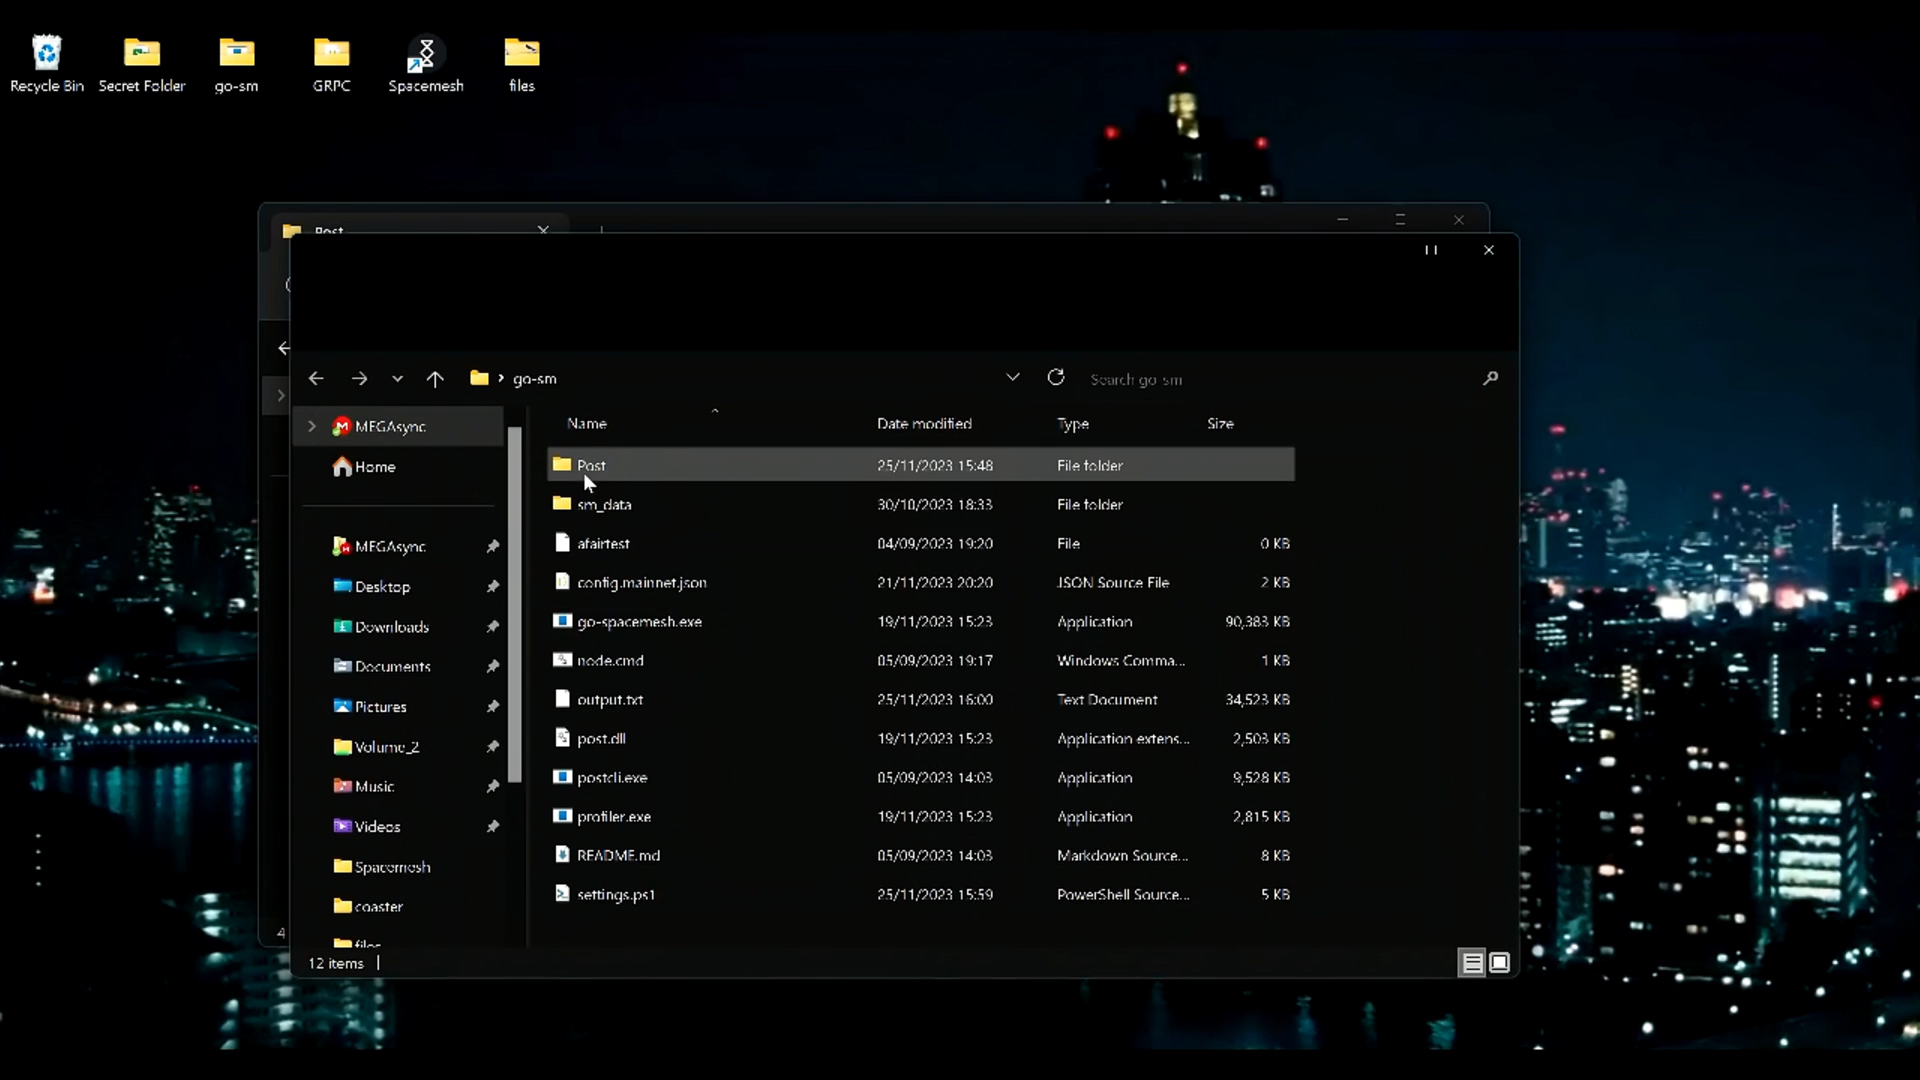 Recycle Bin
Secret Folder
go-sm
GRPC
Spacemesh
files
Post
go-sm
Search go-sm
MEGAsync
Home
MEGAsync
Desktop
Downloads
Documents
Pictures
Volume_2
Music
Videos
Spacemesh
coaster
files
Name Date modified Type Size
Post 25/11/2023 15:48 File folder
sm_data 30/10/2023 18:33 File folder
afairtest 04/09/2023 19:20 File 0 KB
config.mainnet.json 21/11/2023 20:20 JSON Source File 2 KB
go-spacemesh.exe 19/11/2023 15:23 Application 90,383 KB
node.cmd 05/09/2023 19:17 Windows Comma... 1 KB
output.txt 25/11/2023 16:00 Text Document 34,523 KB
post.dll 19/11/2023 15:23 Application extens... 2,503 KB
postcli.exe 05/09/2023 14:03 Application 9,528 KB
profiler.exe 19/11/2023 15:23 Application 2,815 KB
README.md 05/09/2023 14:03 Markdown Source... 8 KB
settings.ps1 25/11/2023 15:59 PowerShell Source... 5 KB
4
12 items